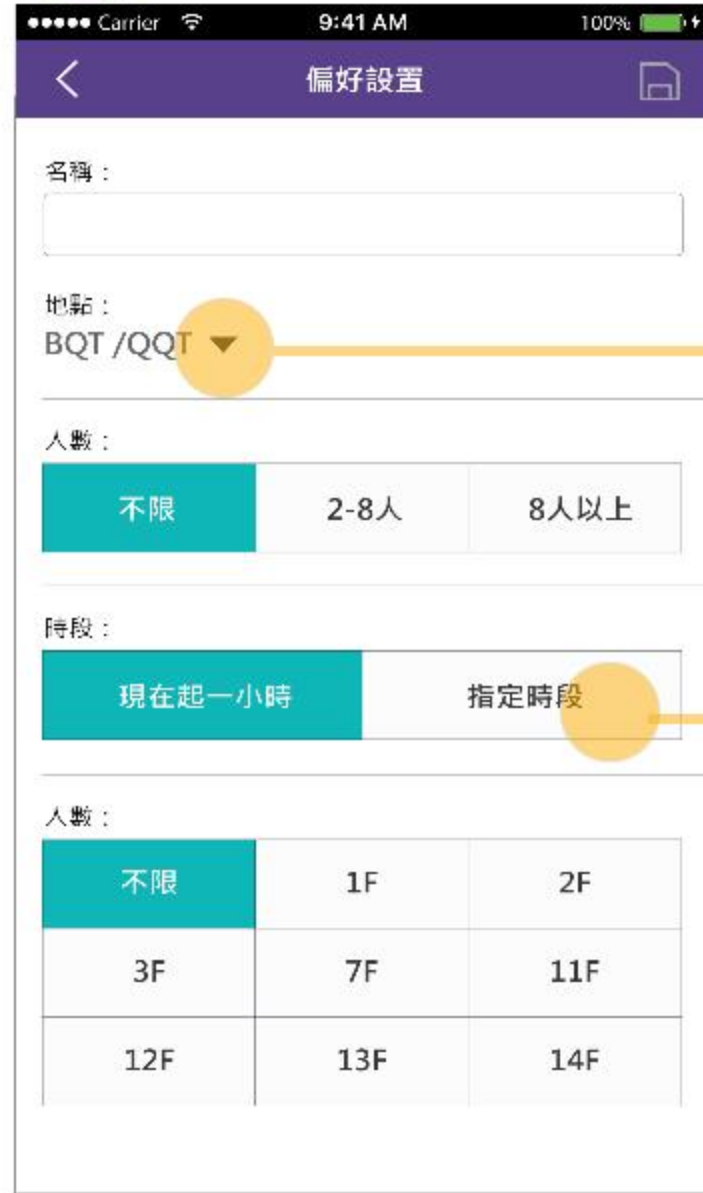 Carrier 9:41 AM 100%
偏好設置
名稱：
地點：
BQT /QQT
人數：
不限 2-8人 8人以上
時段：
現在起一小時 指定時段
人數：
不限 1F 2F
3F 7F 11F
12F 13F 14F